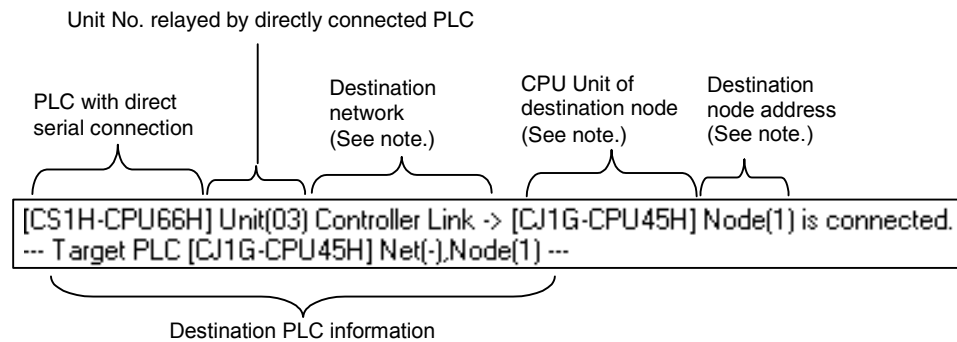 Unit No. relayed by directly connected PLC
PLC with direct
serial connection
Destination
network
(See note.)
CPU Unit of
destination node
(See note.)
Destination
node address
(See note.)
[CS1H-CPU66H] Unit(03) Controller Link -> [CJ1G-CPU45H] Node(1) is connected.
--- Target PLC [CJ1G-CPU45H] Net(-),Node(1) ---
Destination PLC information